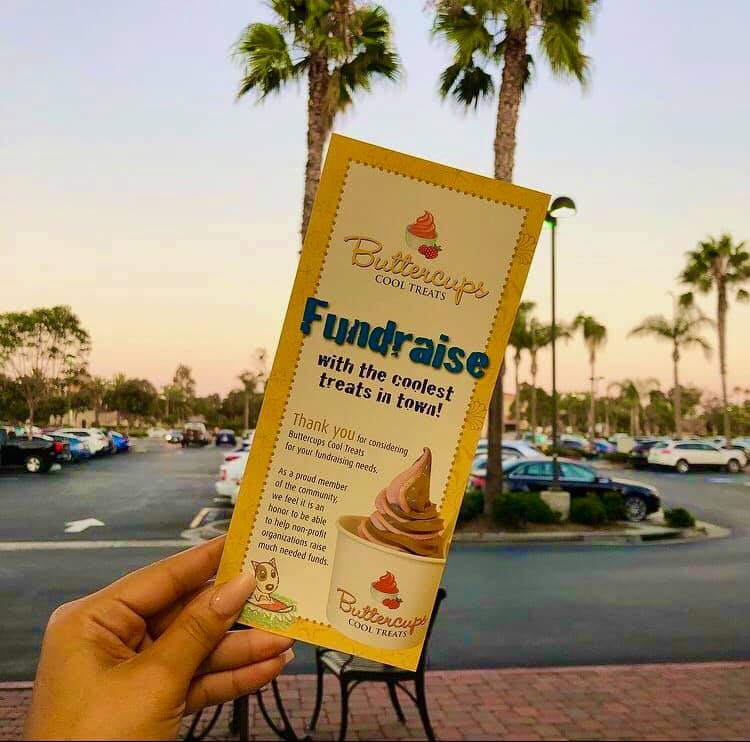 Buttercups
COOL TREATS
Fundraise
with the coolest
treats in town!
Thank you for considering
Buttercups Cool Treats
for your fundraising needs.
As a proud member
of the community,
we feel it is an
honor to be able
to help non-profit
organizations raise
much needed funds.
Buttercups
COOL TREATS